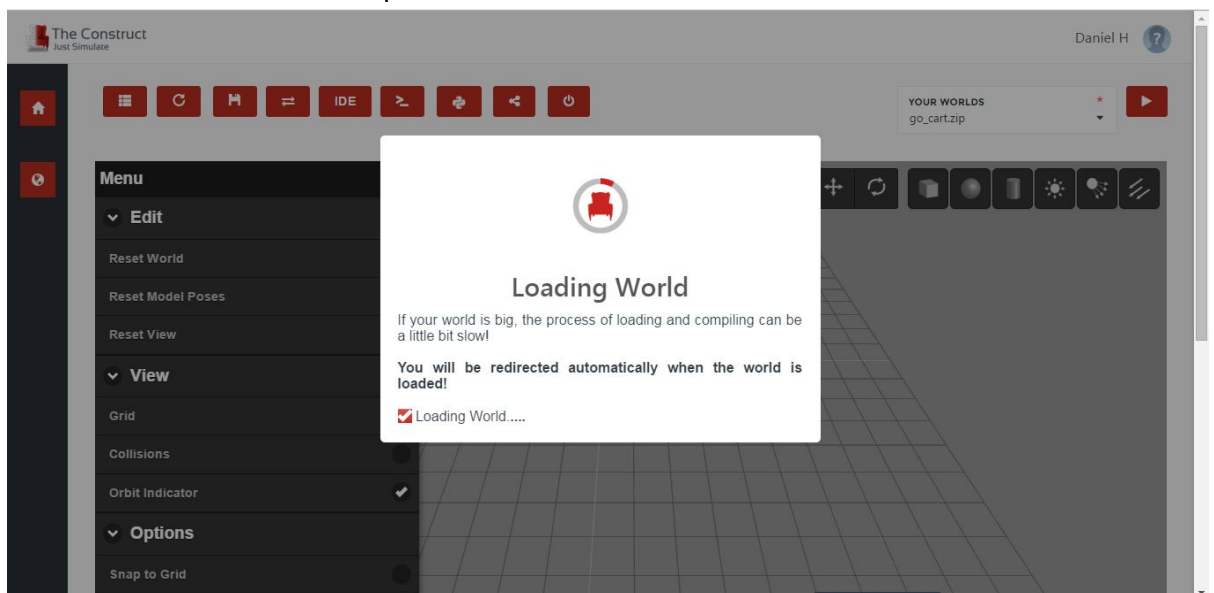 The Construct
Just Simulate
Daniel H
?
IDE
YOUR WORLDS *
go_cart.zip
Menu
Edit
Reset World
Reset Model Poses
Reset View
View
Grid
Collisions
Orbit Indicator
Options
Snap to Grid
Loading World
If your world is big, the process of loading and compiling can be
a little bit slow!
You will be redirected automatically when the world is
loaded!
Loading World.....